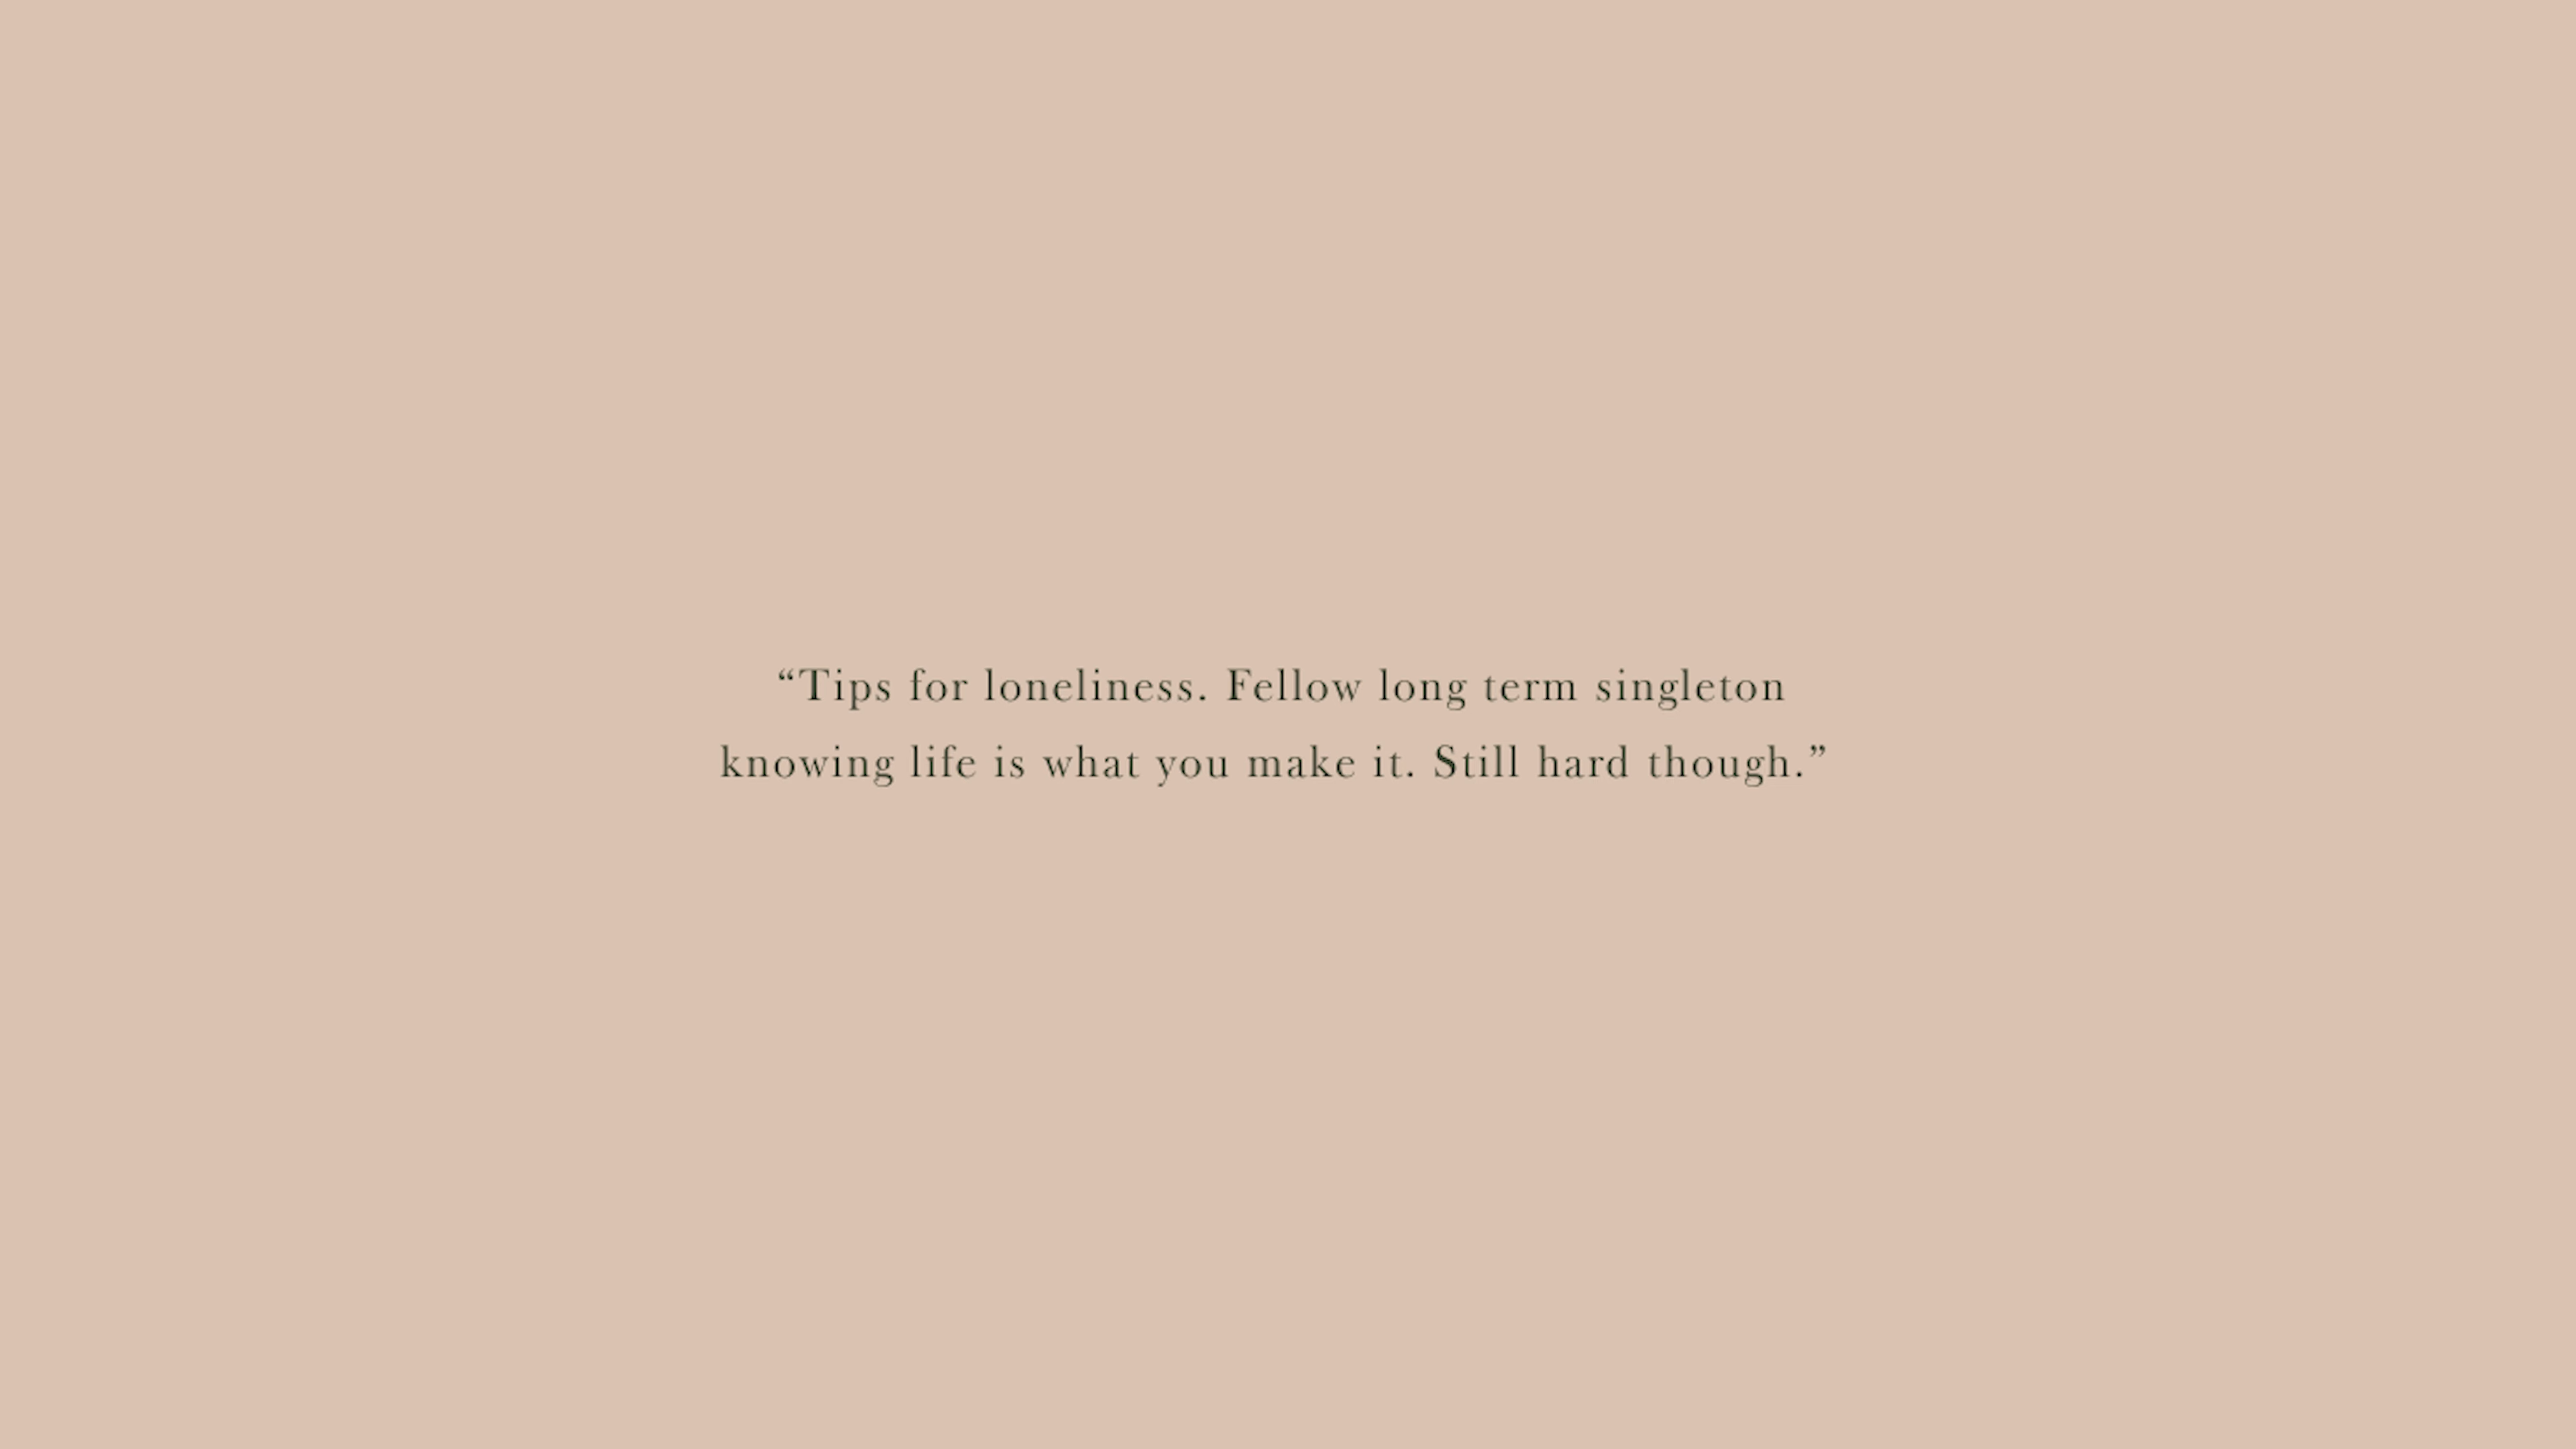 “Tips for loneliness. Fellow long term singleton
knowing life is what you make it. Still hard though.”